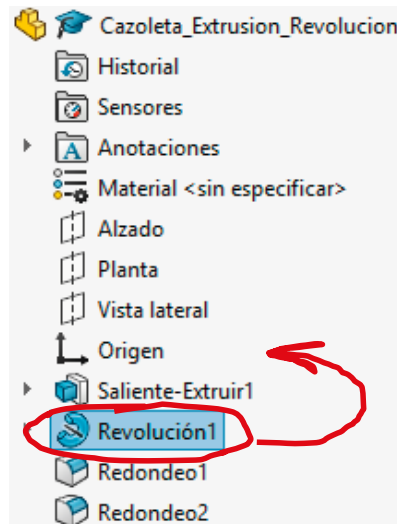 Cazoleta_Extrusion_Revolucion
Historial
Sensores
A Anotaciones
Material <sin especificar>
Alzado
Planta
Vista lateral
Origen
Saliente-Extruir1
Revolución1
Redondeo1
Redondeo2